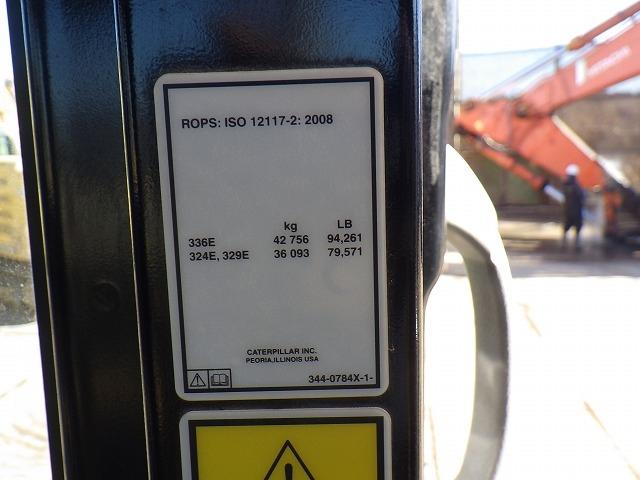 ROPS: ISO 12117-2: 2008
kg LB
336E 42 756 94,261
324E, 329E 36 093 79,571
CATERPILLAR INC.
PEORIA,ILLINOIS USA
344-0784X-1-